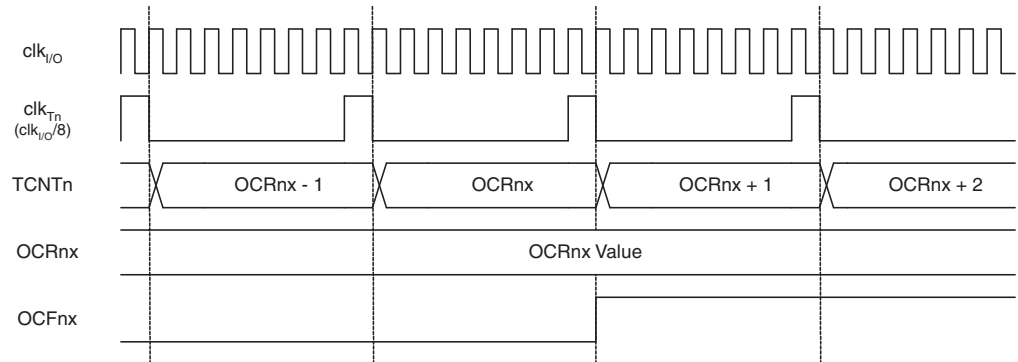 clkI/O
clkTn
(clkI/O/8)
TCNTn OCRnx - 1 OCRnx OCRnx + 1 OCRnx + 2
OCRnx OCRnx Value
OCFnx